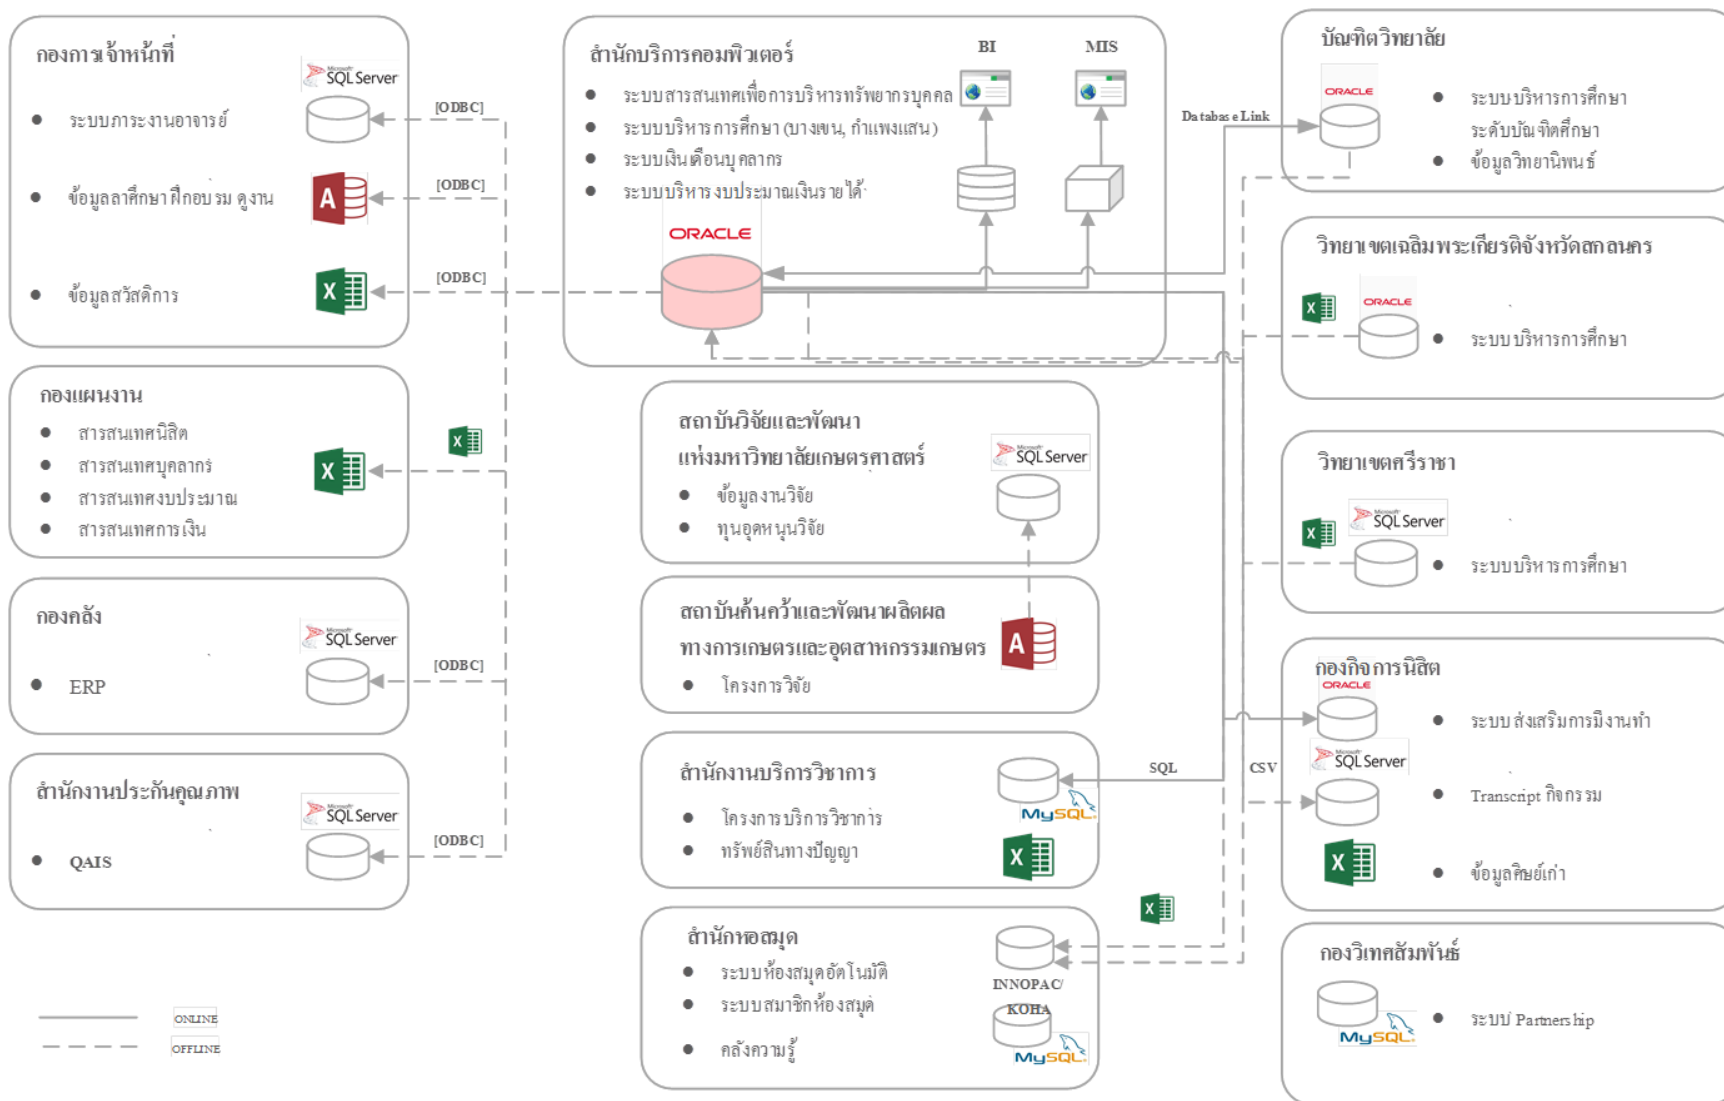 กองการเจ้าหน้าที่
Microsoft
SQL Server
[ODBC]
ระบบภาระงานอาจารย์
A
[ODBC]
ข้อมูลลาศึกษา ฝึกอบรม ดูงาน
X
[ODBC]
ข้อมูลสวัสดิการ
กองแผนงาน
สารสนเทศนิสิต
สารสนเทศบุคลากร
สารสนเทศงบประมาณ
สารสนเทศการเงิน
X
X
กองคลัง
Microsoft
SQL Server
[ODBC]
ERP
สำนักงานประกันคุณภาพ
Microsoft
SQL Server
[ODBC]
QAIS
ONLINE
OFFLINE
สำนักบริการคอมพิวเตอร์
BI
MIS
ระบบสารสนเทศเพื่อการบริหารทรัพยากรบุคคล
ระบบบริหารการศึกษา (บางเขน, กำแพงแสน)
ระบบเงินเดือนบุคลากร
ระบบบริหารงบประมาณเงินรายได้
ORACLE
สถาบันวิจัยและพัฒนา
แห่งมหาวิทยาลัยเกษตรศาสตร์
Microsoft
SQL Server
ข้อมูลงานวิจัย
ทุนอุดหนุนวิจัย
สถาบันค้นคว้าและพัฒนาผลิตผล
ทางการเกษตรและอุตสาหกรรมเกษตร
A
โครงการวิจัย
สำนักงานบริการวิชาการ
SQL
CSV
MySQL
โครงการบริการวิชาการ
ทรัพย์สินทางปัญญา
X
X
สำนักหอสมุด
ระบบห้องสมุดอัตโนมัติ
INNOPAC/
KOHA
ระบบสมาชิกห้องสมุด
คลังความรู้
MySQL
บัณฑิตวิทยาลัย
ORACLE
Database Link
ระบบบริหารการศึกษา
ระดับบัณฑิตศึกษา
ข้อมูลวิทยานิพนธ์
วิทยาเขตเฉลิมพระเกียรติจังหวัดสกลนคร
X
ORACLE
ระบบบริหารการศึกษา
วิทยาเขตศรีราชา
Microsoft
SQL Server
X
ระบบบริหารการศึกษา
กองกิจการนิสิต
ORACLE
ระบบส่งเสริมการมีงานทำ
Microsoft
SQL Server
Transcript กิจกรรม
X
ข้อมูลศิษย์เก่า
กองวิเทศสัมพันธ์
ระบบ Partnership
MySQL